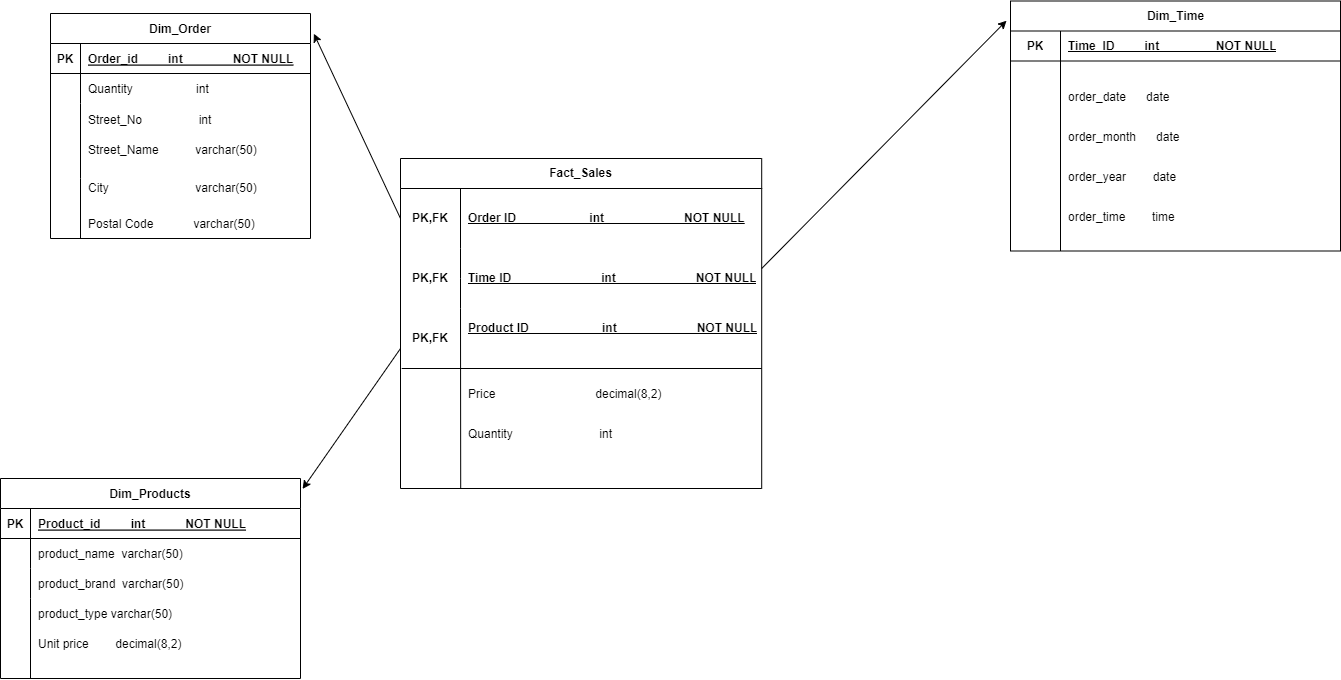 Dim_Order
PK Order_id int NOT NULL
Quantity int
Street_No int
Street_Name varchar(50)
City varchar(50)
Postal Code varchar(50)
Dim_Time
PK Time_ID int NOT NULL
order_date date
order_month date
order_year date
order_time time
Fact_Sales
PK,FK Order ID int NOT NULL
PK,FK Time ID int NOT NULL
PK,FK Product ID int NOT NULL
Price decimal(8,2)
Quantity int
Dim_Products
PK Product_id int NOT NULL
product_name varchar(50)
product_brand varchar(50)
product_type varchar(50)
Unit price decimal(8,2)